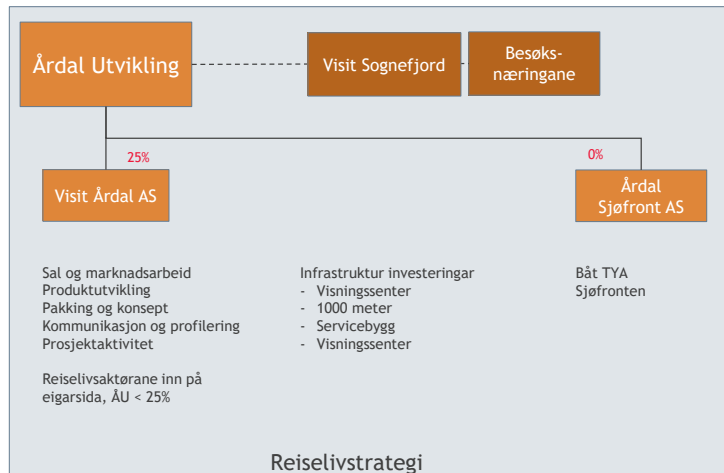 Årdal Utvikling
Visit Sognefjord
Besøks-
næringane
25%
0%
Visit Årdal AS
Årdal
Sjøfront AS
Sal og marknadsarbeid
Produktutvikling
Pakking og konsept
Kommunikasjon og profilering
Prosjektaktivitet
Reiselivsaktørane inn på
eigarsida, ÅU < 25%
Infrastruktur investeringar
- Visningssenter
- 1000 meter
- Servicebygg
- Visningssenter
Båt TYA
Sjøfronten
Reiselivstrategi